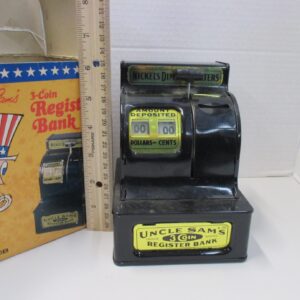 Sam's
3-Coin
Register
Bank
NICKELS DIMES QUARTERS
AMOUNT
DEPOSITED
00 00
DOLLARS CENTS
UNCLE SAM'S
3 COIN
REGISTER BANK